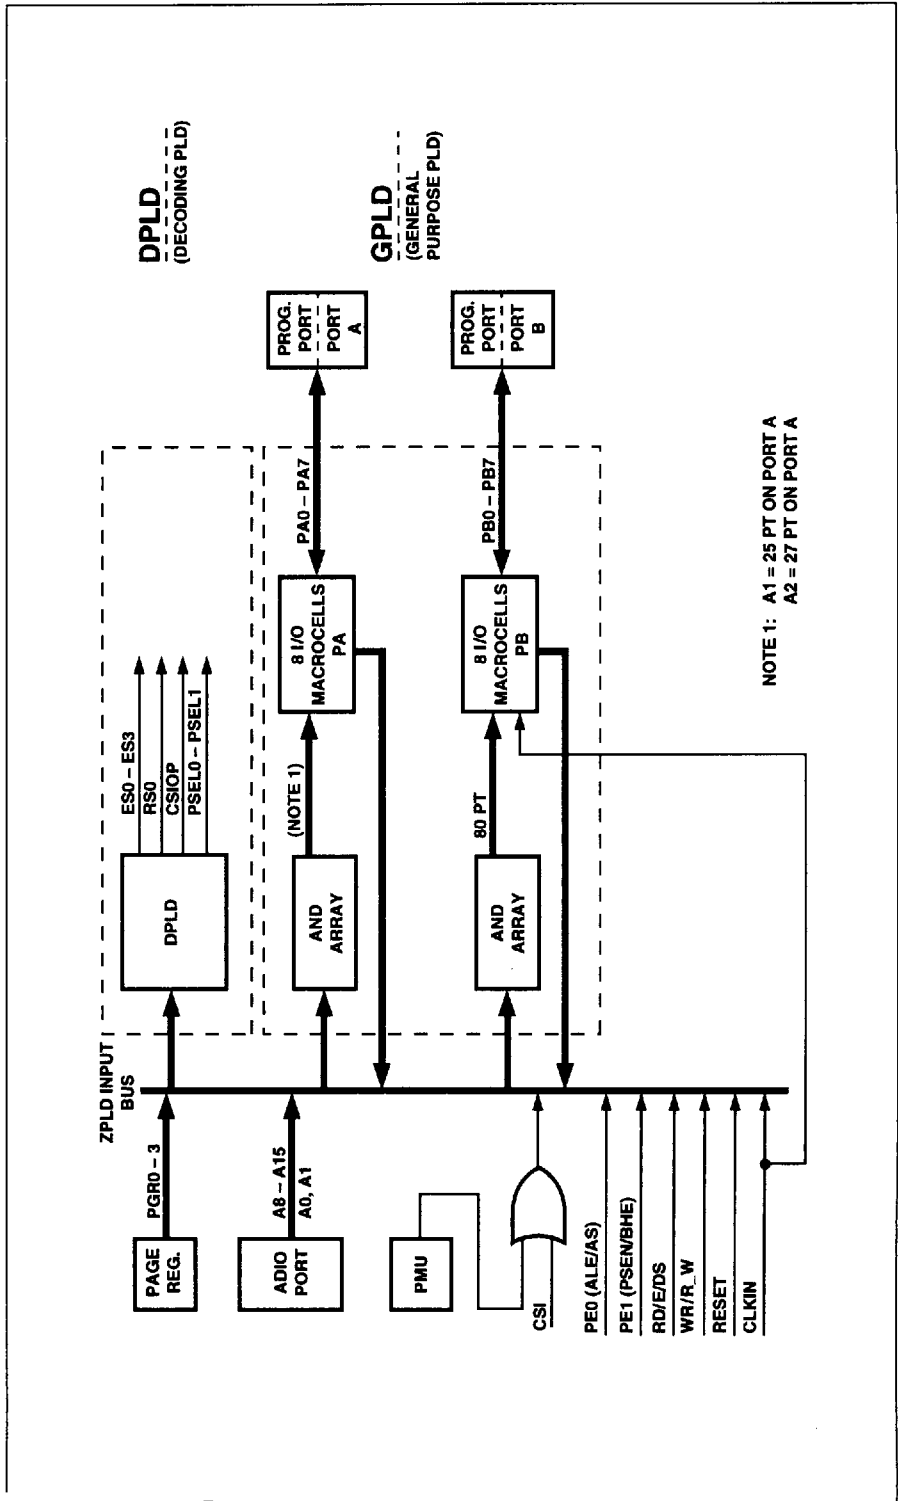 DPLD
(DECODING PLD)
GPLD
(GENERAL
PURPOSE PLD)
ZPLD INPUT
BUS
PAGE
REG.
PGR0 – 3
DPLD
ES0 – ES3
RS0
CSIOP
PSEL0 – PSEL1
ADIO
PORT
A8 – A15
A0, A1
AND
ARRAY
(NOTE 1)
8 I/O
MACROCELLS
PA
PA0 – PA7
PROG.
PORT
PORT
A
PMU
CSI
AND
ARRAY
80 PT
8 I/O
MACROCELLS
PB
PB0 – PB7
PROG.
PORT
PORT
B
PE0 (ALE/AS)
PE1 (PSEN/BHE)
RD/E/DS
WR/R_W
RESET
CLKIN
NOTE 1: A1 = 25 PT ON PORT A
A2 = 27 PT ON PORT A